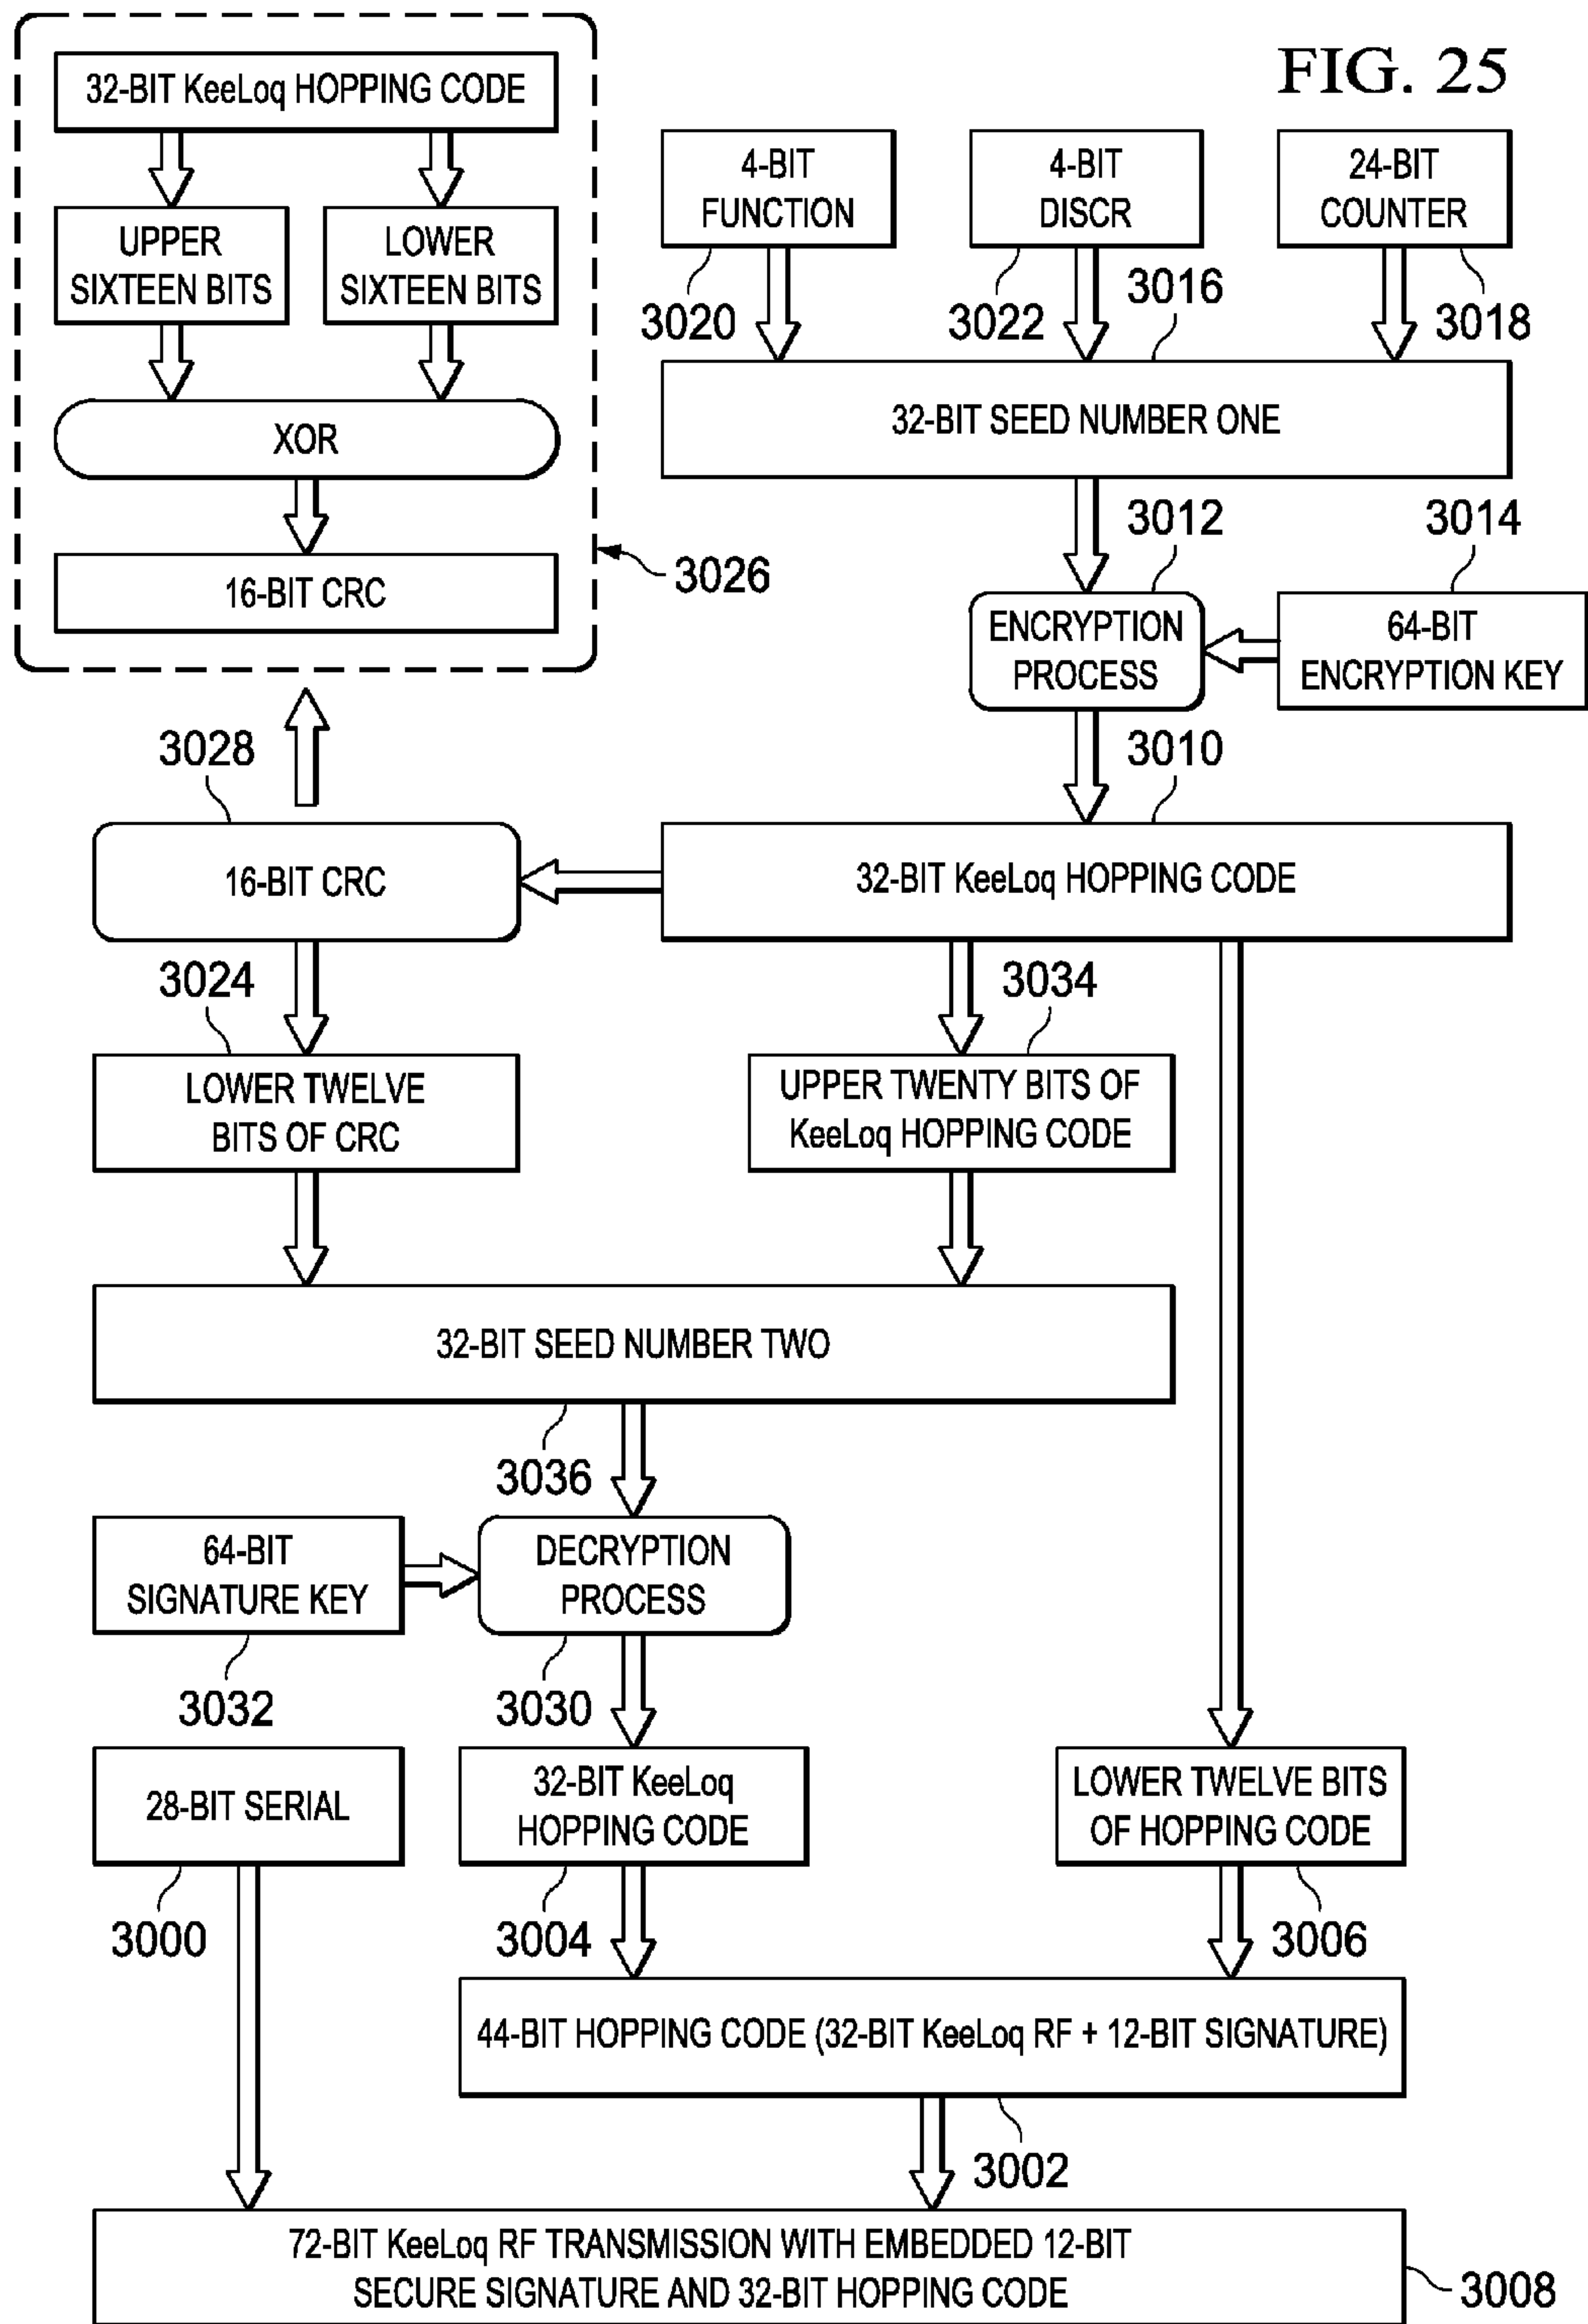 FIG. 25
32-BIT KeeLoq HOPPING CODE
UPPER
SIXTEEN BITS
LOWER
SIXTEEN BITS
XOR
16-BIT CRC
3026
4-BIT
FUNCTION
4-BIT
DISCR
24-BIT
COUNTER
3020
3022
3016
3018
32-BIT SEED NUMBER ONE
3012
3014
ENCRYPTION
PROCESS
64-BIT
ENCRYPTION KEY
3028
3010
16-BIT CRC
32-BIT KeeLoq HOPPING CODE
3024
3034
LOWER TWELVE
BITS OF CRC
UPPER TWENTY BITS OF
KeeLoq HOPPING CODE
32-BIT SEED NUMBER TWO
3036
64-BIT
SIGNATURE KEY
DECRYPTION
PROCESS
3032
3030
28-BIT SERIAL
32-BIT KeeLoq
HOPPING CODE
LOWER TWELVE BITS
OF HOPPING CODE
3000
3004
3006
44-BIT HOPPING CODE (32-BIT KeeLoq RF + 12-BIT SIGNATURE)
3002
72-BIT KeeLoq RF TRANSMISSION WITH EMBEDDED 12-BIT
SECURE SIGNATURE AND 32-BIT HOPPING CODE
3008